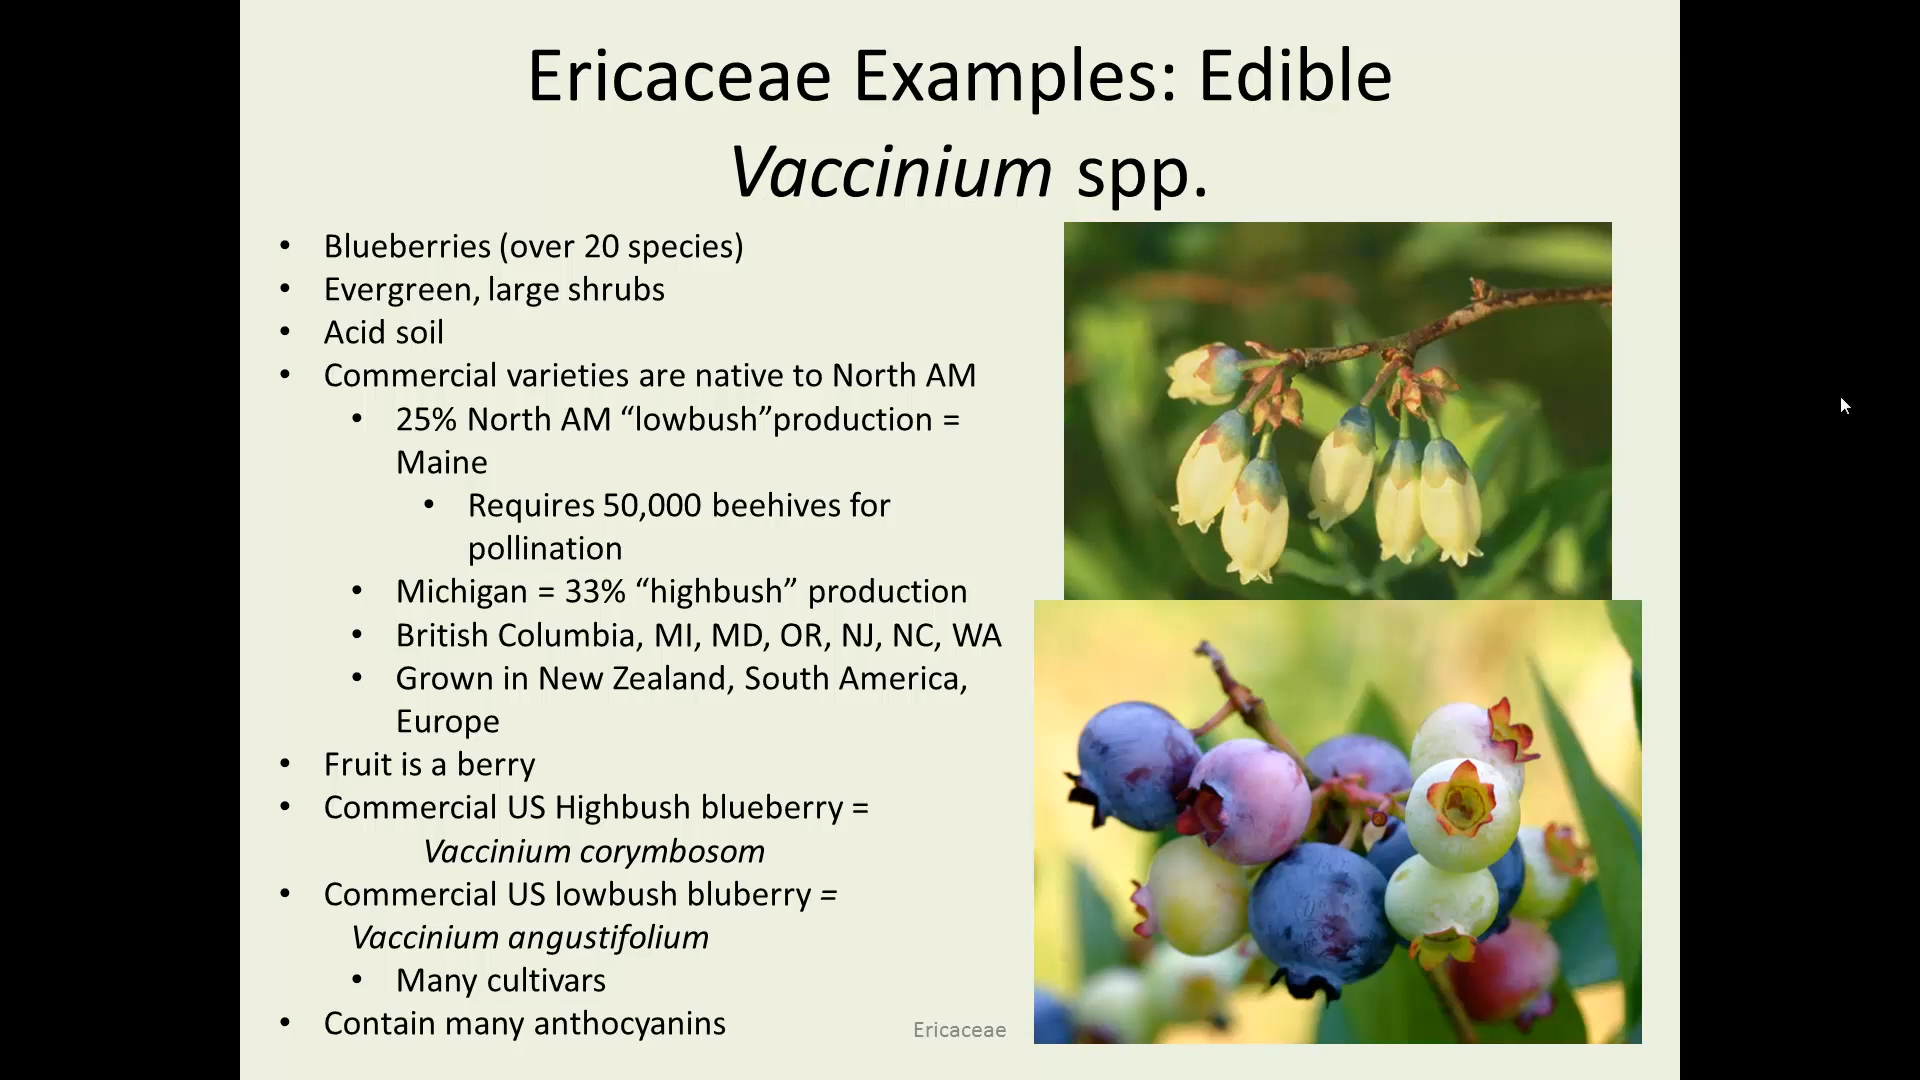 Ericaceae Examples: Edible
Vaccinium spp.
• Blueberries (over 20 species)
• Evergreen, large shrubs
• Acid soil
• Commercial varieties are native to North AM
• 25% North AM “lowbush”production =
Maine
• Requires 50,000 beehives for
pollination
• Michigan = 33% “highbush” production
• British Columbia, MI, MD, OR, NJ, NC, WA
• Grown in New Zealand, South America,
Europe
• Fruit is a berry
• Commercial US Highbush blueberry =
Vaccinium corymbosom
• Commercial US lowbush bluberry =
Vaccinium angustifolium
• Many cultivars
• Contain many anthocyanins
Ericaceae